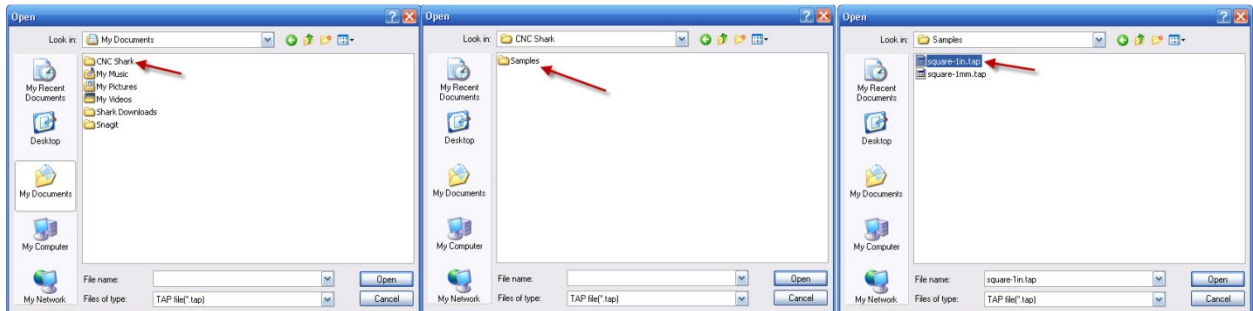 Open
Look in: My Documents
CNC Shark
My Music
My Pictures
My Videos
Shark Downloads
Snagit
My Recent
Documents
Desktop
My Documents
My Computer
My Network
File name:
Open
Files of type: TAP file(*.tap)
Cancel
Open
Look in: CNC Shark
Samples
My Recent
Documents
Desktop
My Documents
My Computer
My Network
File name:
Open
Files of type: TAP file(*.tap)
Cancel
Open
Look in: Samples
square-1in.tap
square-1mm.tap
My Recent
Documents
Desktop
My Documents
My Computer
My Network
File name: square-1in.tap
Open
Files of type: TAP file(*.tap)
Cancel